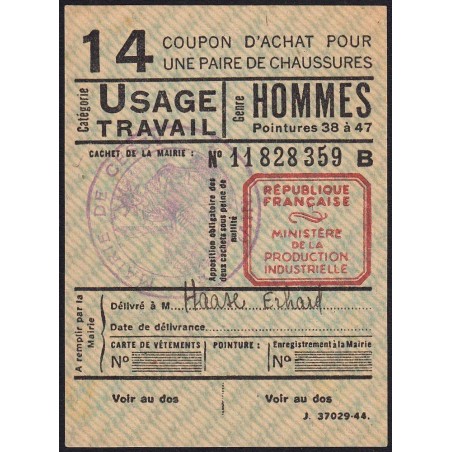 14 COUPON D'ACHAT POUR
UNE PAIRE DE CHAUSSURES
Catégorie
USAGE
TRAVAIL
Genre
HOMMES
Pointures 38 à 47
CACHET DE LA MAIRIE :
Nº 11828359 B
Apposition obligatoire des
deux cachets sous peine de
nullité
RÉPUBLIQUE
FRANÇAISE
MINISTÈRE
DE LA
PRODUCTION
INDUSTRIELLE
A remplir par la
Mairie
Délivré à M Haase Erhard
Date de délivrance
CARTE DE VÊTEMENTS
Nº
POINTURE :
Enregistrement à la Mairie
Nº
Voir au dos
Voir au dos
J. 37029-44.